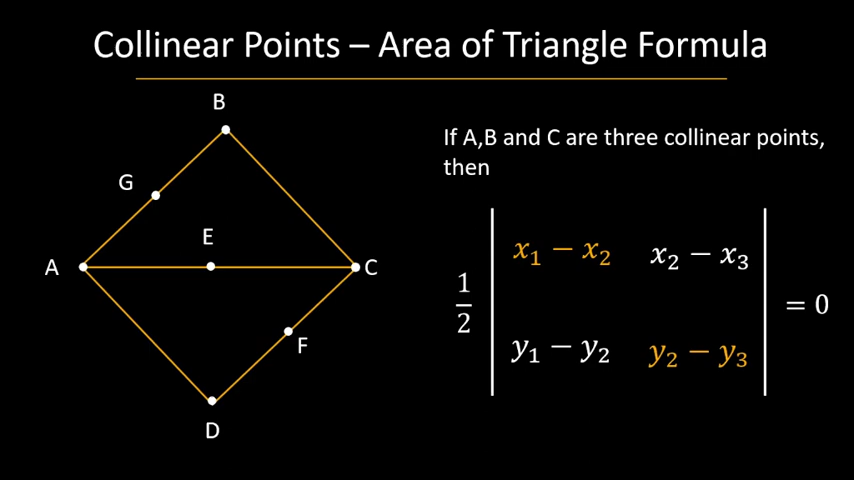 Collinear Points – Area of Triangle Formula
B
If A,B and C are three collinear points,
then
G
E
A
C
F
D
1/2 | x₁ − x₂ x₂ − x₃ |
| y₁ − y₂ y₂ − y₃ | = 0